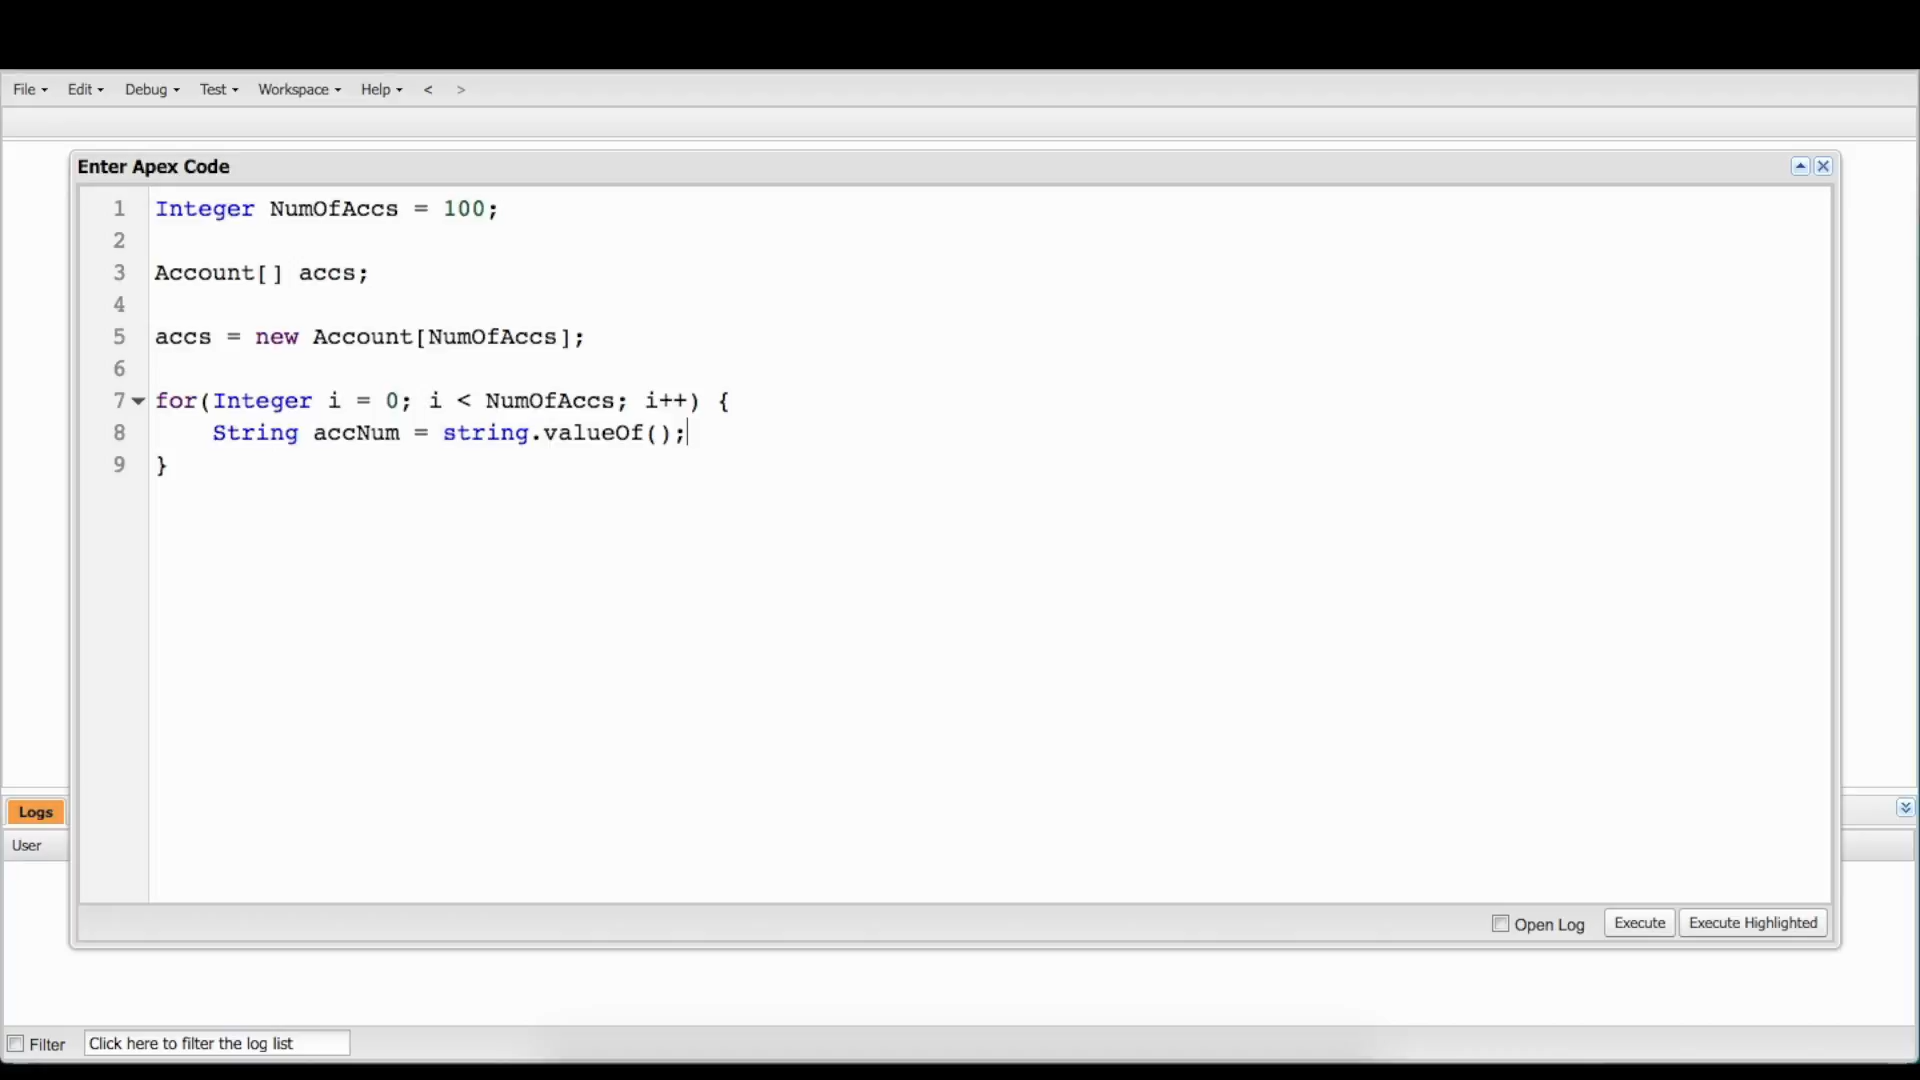 File Edit Debug Test Workspace Help < >
Enter Apex Code
1 Integer NumOfAccs = 100;
2
3 Account[] accs;
4
5 accs = new Account[NumOfAccs];
6
7 for(Integer i = 0; i < NumOfAccs; i++) {
8 String accNum = string.valueOf();
9 }
Logs
User
Open Log Execute Execute Highlighted
Filter Click here to filter the log list